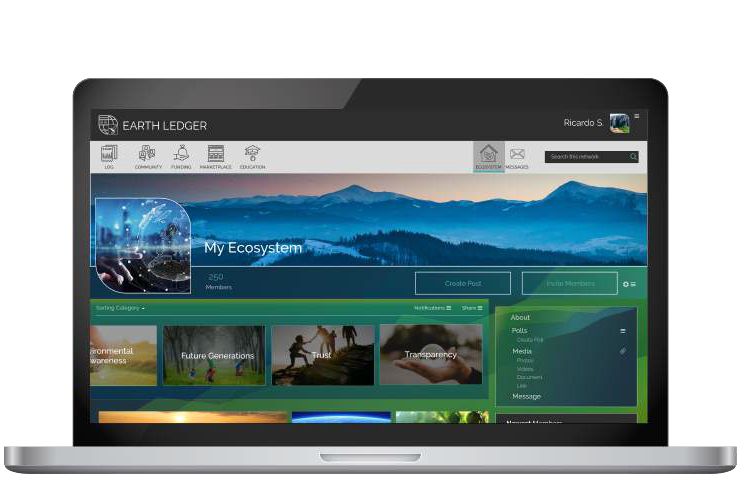 EARTH LEDGER
Ricardo S.
LOG
COMMUNITY
FUNDING
MARKETPLACE
EDUCATION
ECOSYSTEM
MESSAGES
Search this network
My Ecosystem
250
Members
Create Post
Invite Members
Sorting Category
Notifications
Share
ironmental
wareness
Future Generations
Trust
Transparency
About
Polls
Create Poll
Media
Photos
Videos
Document
Link
Message
Newest Members